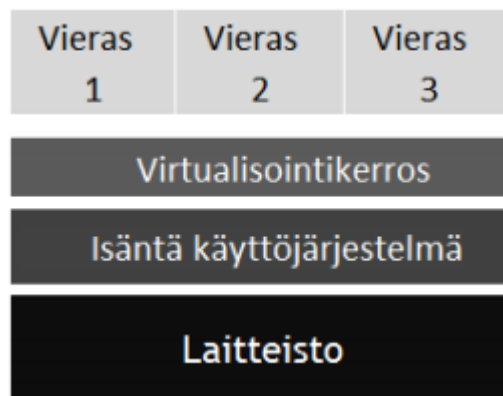 Vieras Vieras Vieras
1 2 3
Virtualisointikerros
Isäntä käyttöjärjestelmä
Laitteisto